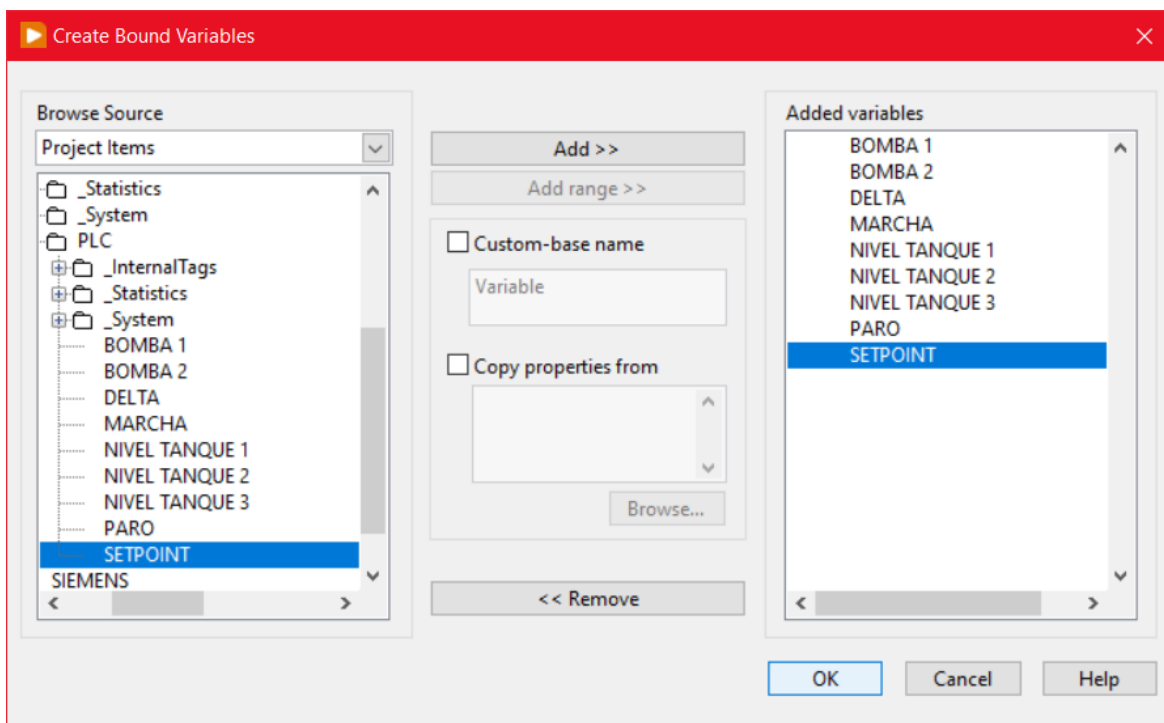 Create Bound Variables
Browse Source
Project Items
_Statistics
_System
PLC
_InternalTags
_Statistics
_System
BOMBA 1
BOMBA 2
DELTA
MARCHA
NIVEL TANQUE 1
NIVEL TANQUE 2
NIVEL TANQUE 3
PARO
SETPOINT
SIEMENS
Add >>
Add range >>
Custom-base name
Variable
Copy properties from
Browse...
<< Remove
Added variables
BOMBA 1
BOMBA 2
DELTA
MARCHA
NIVEL TANQUE 1
NIVEL TANQUE 2
NIVEL TANQUE 3
PARO
SETPOINT
OK
Cancel
Help